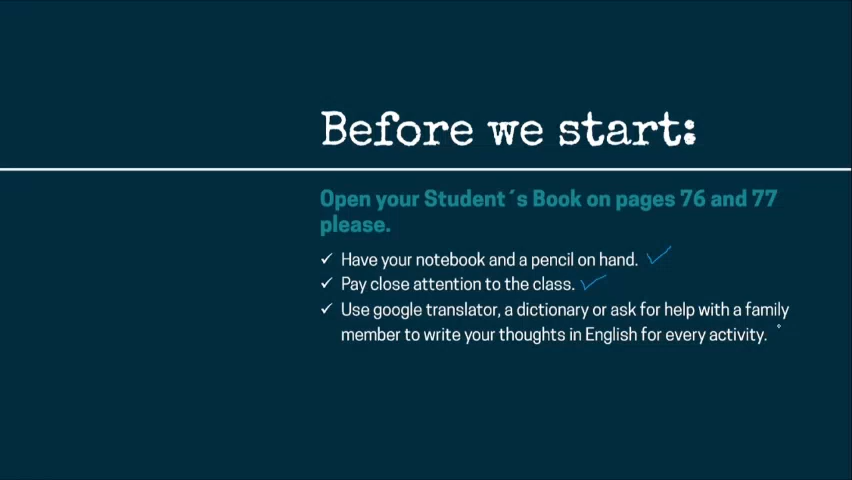 Before we start:
Open your Student´s Book on pages 76 and 77
please.
✓ Have your notebook and a pencil on hand.
✓ Pay close attention to the class.
✓ Use google translator, a dictionary or ask for help with a family
member to write your thoughts in English for every activity.